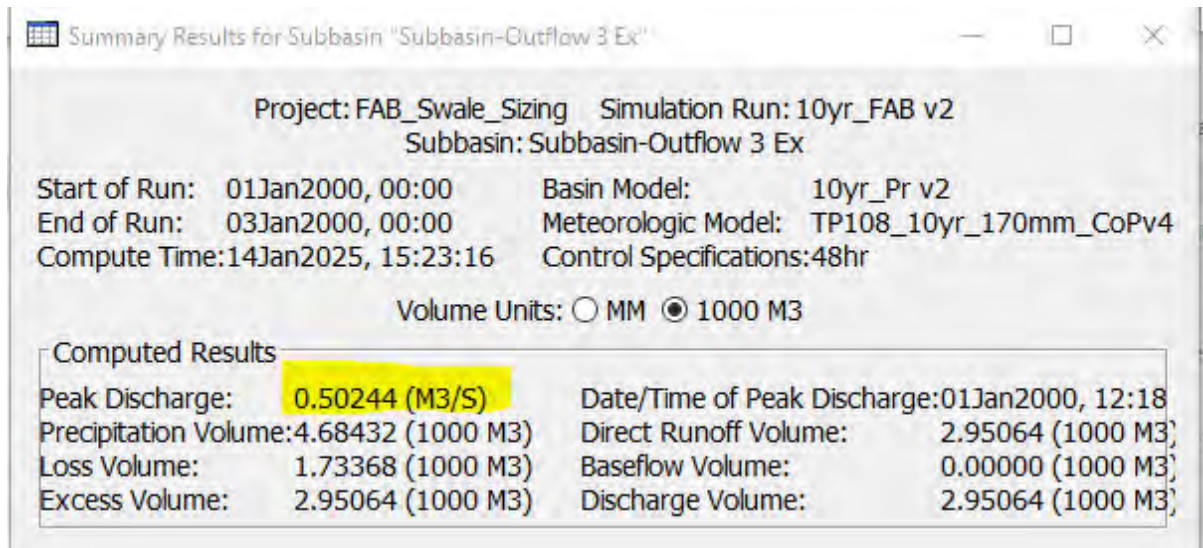 Summary Results for Subbasin "Subbasin-Outflow 3 Ex"
Project: FAB_Swale_Sizing Simulation Run: 10yr_FAB v2
Subbasin: Subbasin-Outflow 3 Ex
Start of Run: 01Jan2000, 00:00 Basin Model: 10yr_Pr v2
End of Run: 03Jan2000, 00:00 Meteorologic Model: TP108_10yr_170mm_CoPv4
Compute Time:14Jan2025, 15:23:16 Control Specifications:48hr
Volume Units: MM 1000 M3
Computed Results
Peak Discharge: 0.50244 (M3/S) Date/Time of Peak Discharge:01Jan2000, 12:18
Precipitation Volume:4.68432 (1000 M3) Direct Runoff Volume: 2.95064 (1000 M3)
Loss Volume: 1.73368 (1000 M3) Baseflow Volume: 0.00000 (1000 M3)
Excess Volume: 2.95064 (1000 M3) Discharge Volume: 2.95064 (1000 M3)